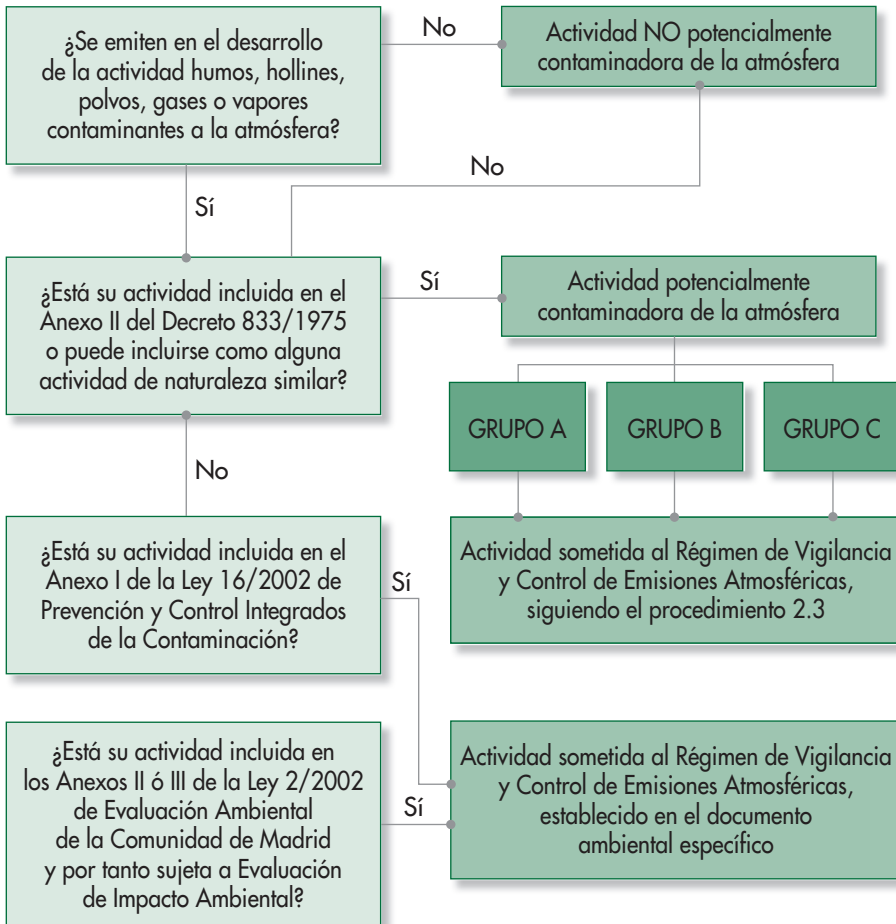 ¿Se emiten en el desarrollo
de la actividad humos, hollines,
polvos, gases o vapores
contaminantes a la atmósfera?
No
Actividad NO potencialmente
contaminadora de la atmósfera
No
Sí
¿Está su actividad incluida en el
Anexo II del Decreto 833/1975
o puede incluirse como alguna
actividad de naturaleza similar?
Sí
Actividad potencialmente
contaminadora de la atmósfera
GRUPO A
GRUPO B
GRUPO C
No
¿Está su actividad incluida en el
Anexo I de la Ley 16/2002 de
Prevención y Control Integrados
de la Contaminación?
Sí
Actividad sometida al Régimen de Vigilancia
y Control de Emisiones Atmosféricas,
siguiendo el procedimiento 2.3
¿Está su actividad incluida en
los Anexos II ó III de la Ley 2/2002
de Evaluación Ambiental
de la Comunidad de Madrid
y por tanto sujeta a Evaluación
de Impacto Ambiental?
Sí
Actividad sometida al Régimen de Vigilancia
y Control de Emisiones Atmosféricas,
establecido en el documento
ambiental específico